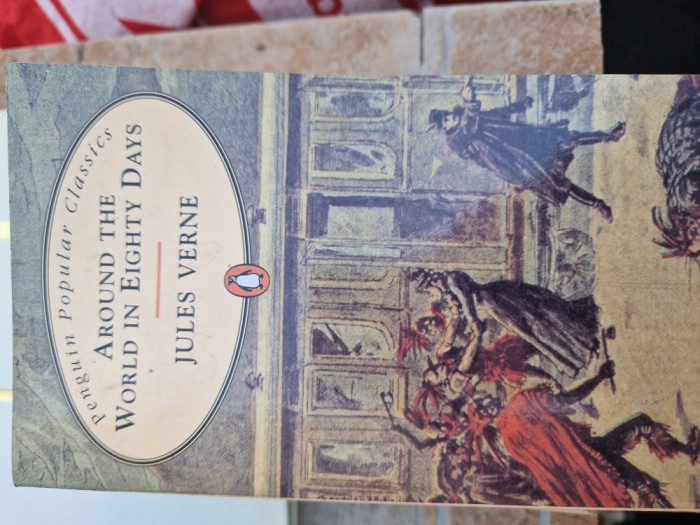 Penguin Popular Classics
AROUND THE
WORLD IN EIGHTY DAYS
JULES VERNE